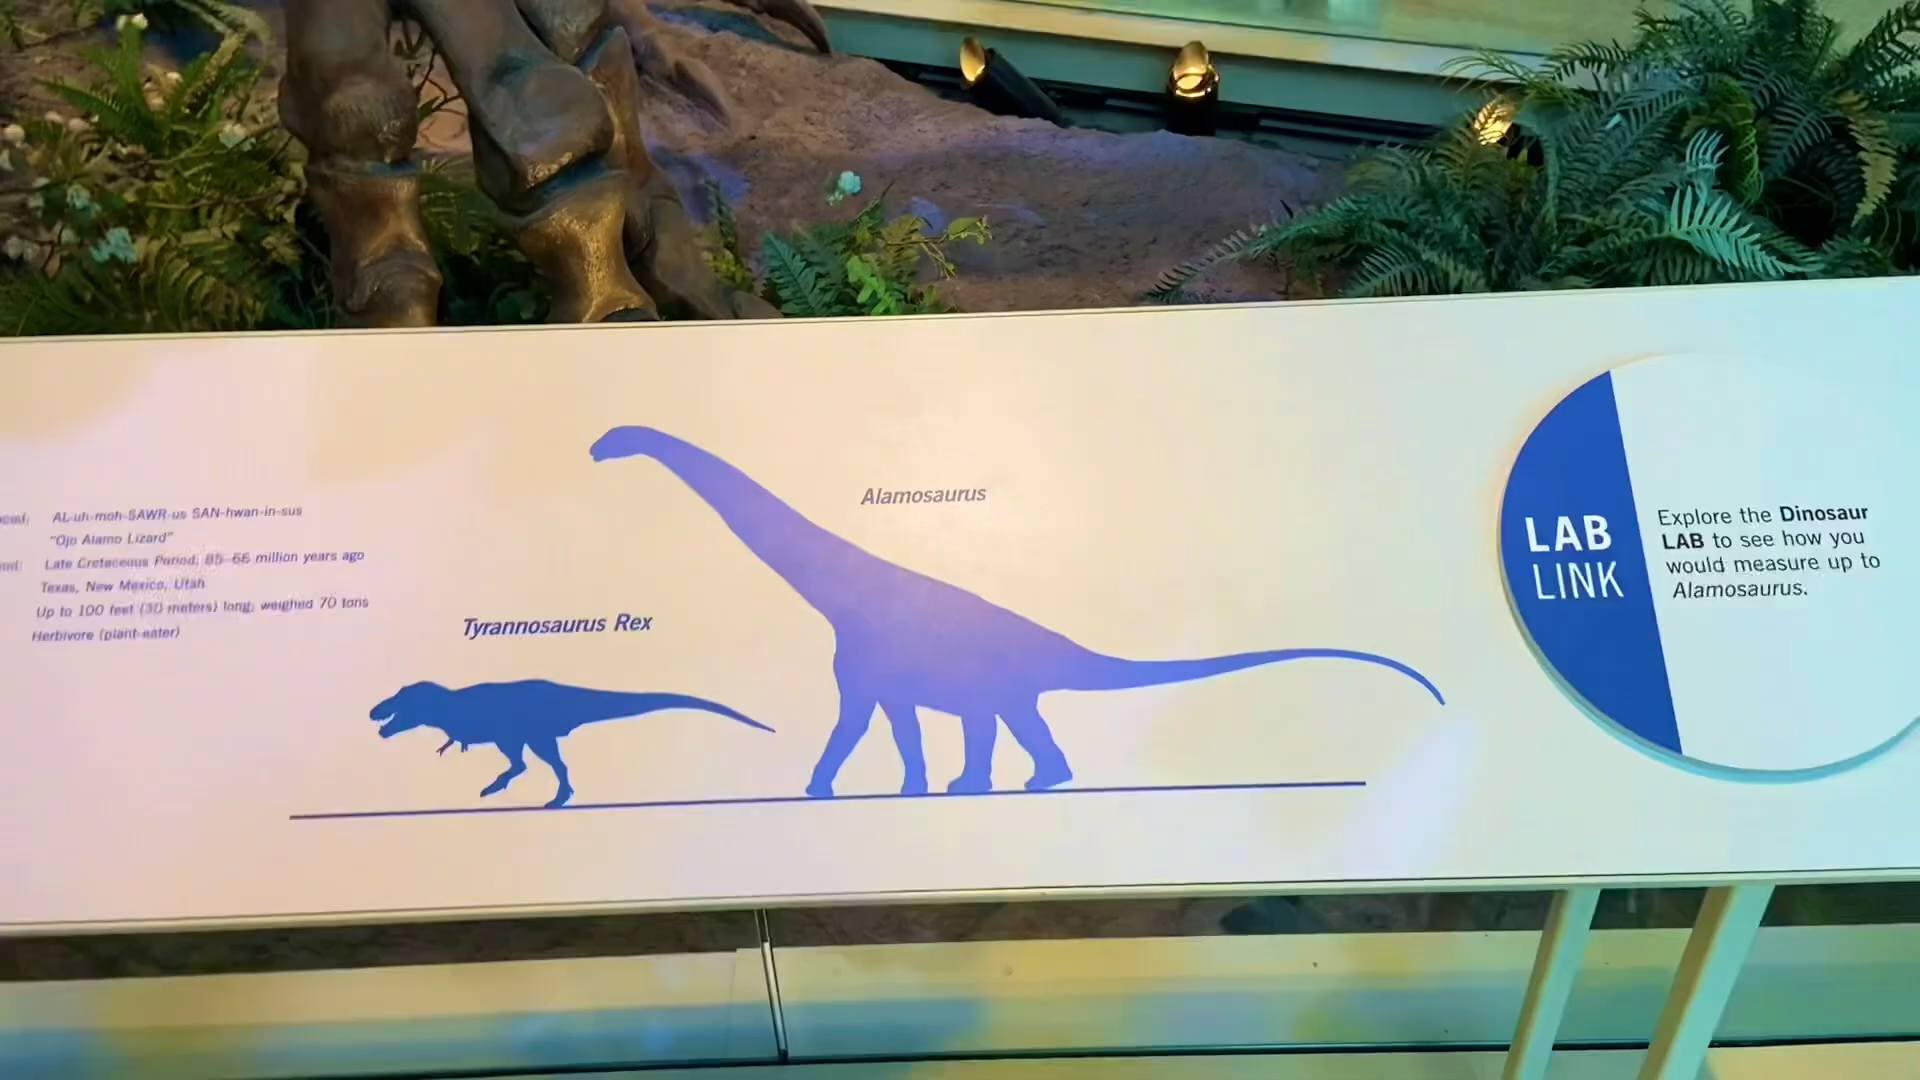 AL-uh-moh-SAWR-us SAN-hwan-in-sus
"Ojo Alamo Lizard"
Late Cretaceous Period, 85–66 million years ago
Texas, New Mexico, Utah
Up to 100 feet (30 meters) long; weighed 70 tons
Herbivore (plant-eater)
Tyrannosaurus Rex
Alamosaurus
LAB
LINK
Explore the Dinosaur
LAB to see how you
would measure up to
Alamosaurus.